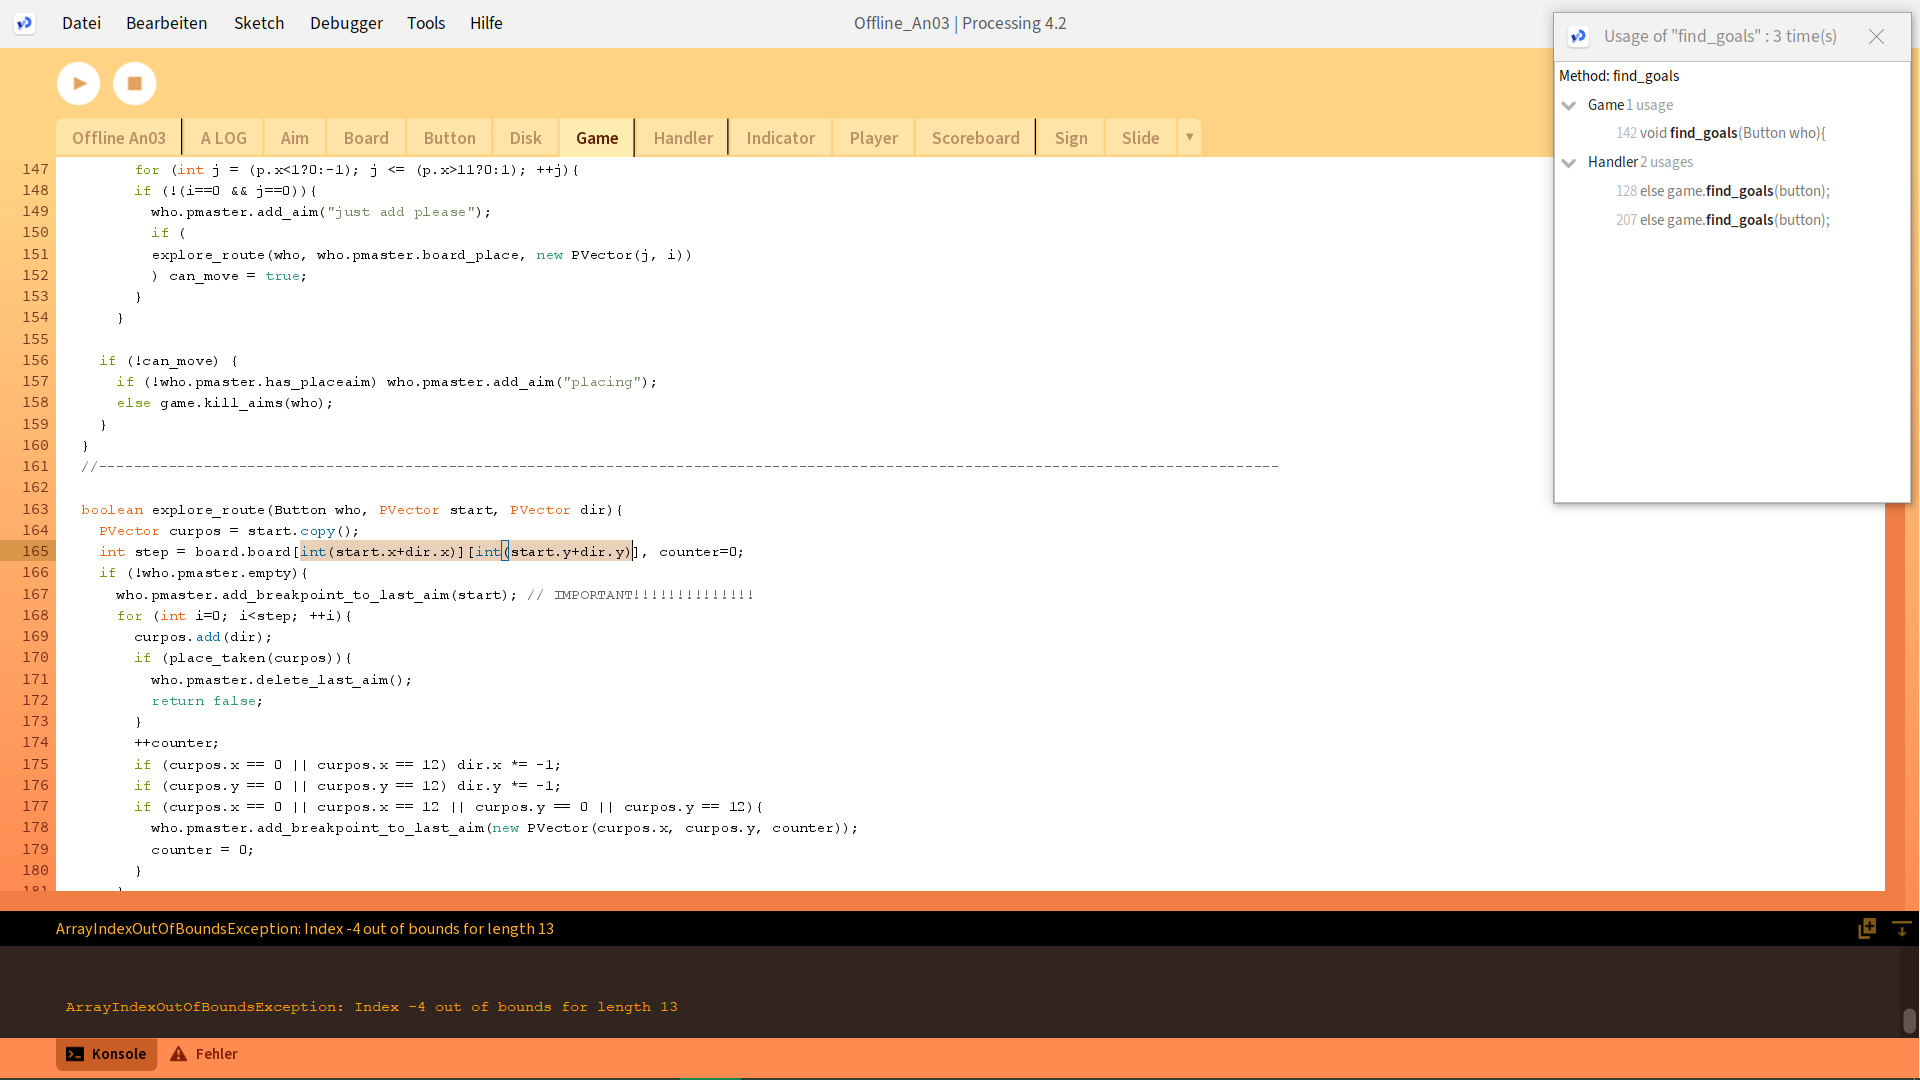 Datei Bearbeiten Sketch Debugger Tools Hilfe
Offline_An03 | Processing 4.2
Offline An03 A LOG Aim Board Button Disk Game Handler Indicator Player Scoreboard Sign Slide
147 for (int j = (p.x<1?0:-1); j <= (p.x>11?0:1); ++j){
148 if (!(i==0 && j==0)){
149 who.pmaster.add_aim("just add please");
150 if (
151 explore_route(who, who.pmaster.board_place, new PVector(j, i))
152 ) can_move = true;
153 }
154 }
155
156 if (!can_move) {
157 if (!who.pmaster.has_placeaim) who.pmaster.add_aim("placing");
158 else game.kill_aims(who);
159 }
160 }
161 //---------------------------------------------------------------------------------------------------------------------------------------
162
163 boolean explore_route(Button who, PVector start, PVector dir){
164 PVector curpos = start.copy();
165 int step = board.board[int(start.x+dir.x)][int(start.y+dir.y)], counter=0;
166 if (!who.pmaster.empty){
167 who.pmaster.add_breakpoint_to_last_aim(start); // IMPORTANT!!!!!!!!!!!!!!
168 for (int i=0; i<step; ++i){
169 curpos.add(dir);
170 if (place_taken(curpos)){
171 who.pmaster.delete_last_aim();
172 return false;
173 }
174 ++counter;
175 if (curpos.x == 0 || curpos.x == 12) dir.x *= -1;
176 if (curpos.y == 0 || curpos.y == 12) dir.y *= -1;
177 if (curpos.x == 0 || curpos.x == 12 || curpos.y == 0 || curpos.y == 12){
178 who.pmaster.add_breakpoint_to_last_aim(new PVector(curpos.x, curpos.y, counter));
179 counter = 0;
180 }
181 }
Usage of "find_goals" : 3 time(s)
Method: find_goals
Game 1 usage
142 void find_goals(Button who){
Handler 2 usages
128 else game.find_goals(button);
207 else game.find_goals(button);
ArrayIndexOutOfBoundsException: Index -4 out of bounds for length 13
ArrayIndexOutOfBoundsException: Index -4 out of bounds for length 13
Konsole Fehler